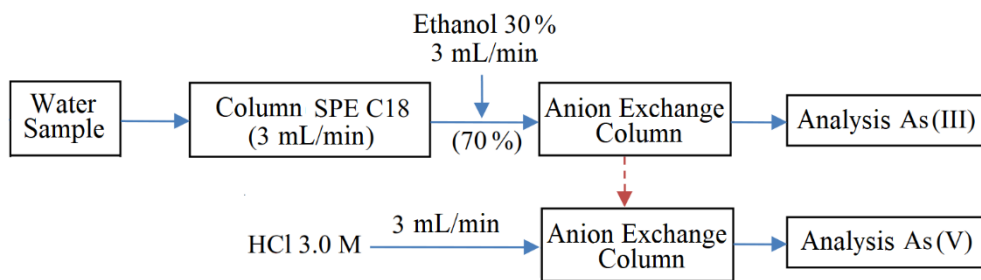 Ethanol 30 %
3 mL/min
Water
Sample
Column SPE C18
(3 mL/min)
(70 %)
Anion Exchange
Column
Analysis As (III)
HCl 3.0 M
3 mL/min
Anion Exchange
Column
Analysis As (V)